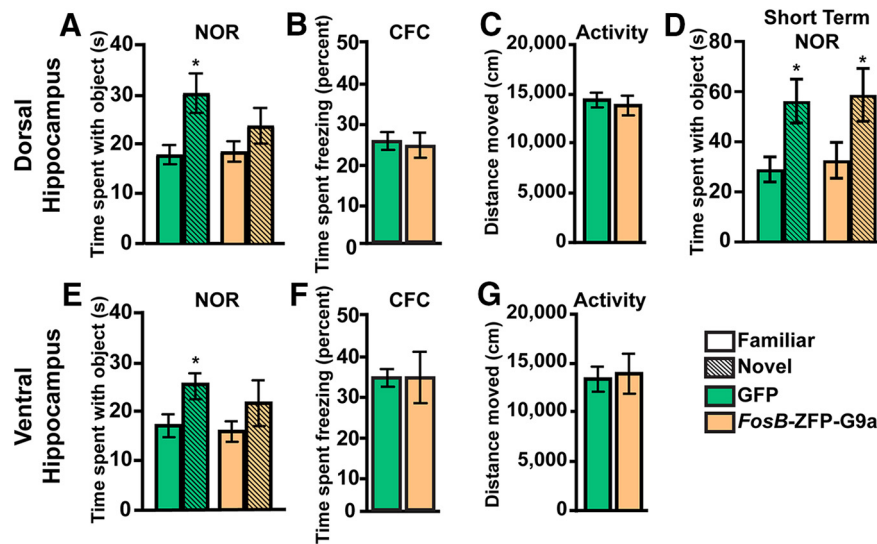 Dorsal
Hippocampus
A
NOR
Time spent with object (s)
40
30
20
10
0
*
B
CFC
Time spent freezing (percent)
50
40
30
20
10
0
C
Activity
Distance moved (cm)
20,000
15,000
10,000
5,000
0
D
Short Term
NOR
Time spent with object (s)
80
60
40
20
0
*
*
Ventral
Hippocampus
E
NOR
Time spent with object (s)
40
30
20
10
0
*
F
CFC
Time spent freezing (percent)
50
40
30
20
10
0
G
Activity
Distance moved (cm)
20,000
15,000
10,000
5,000
0
Familiar
Novel
GFP
FosB-ZFP-G9a